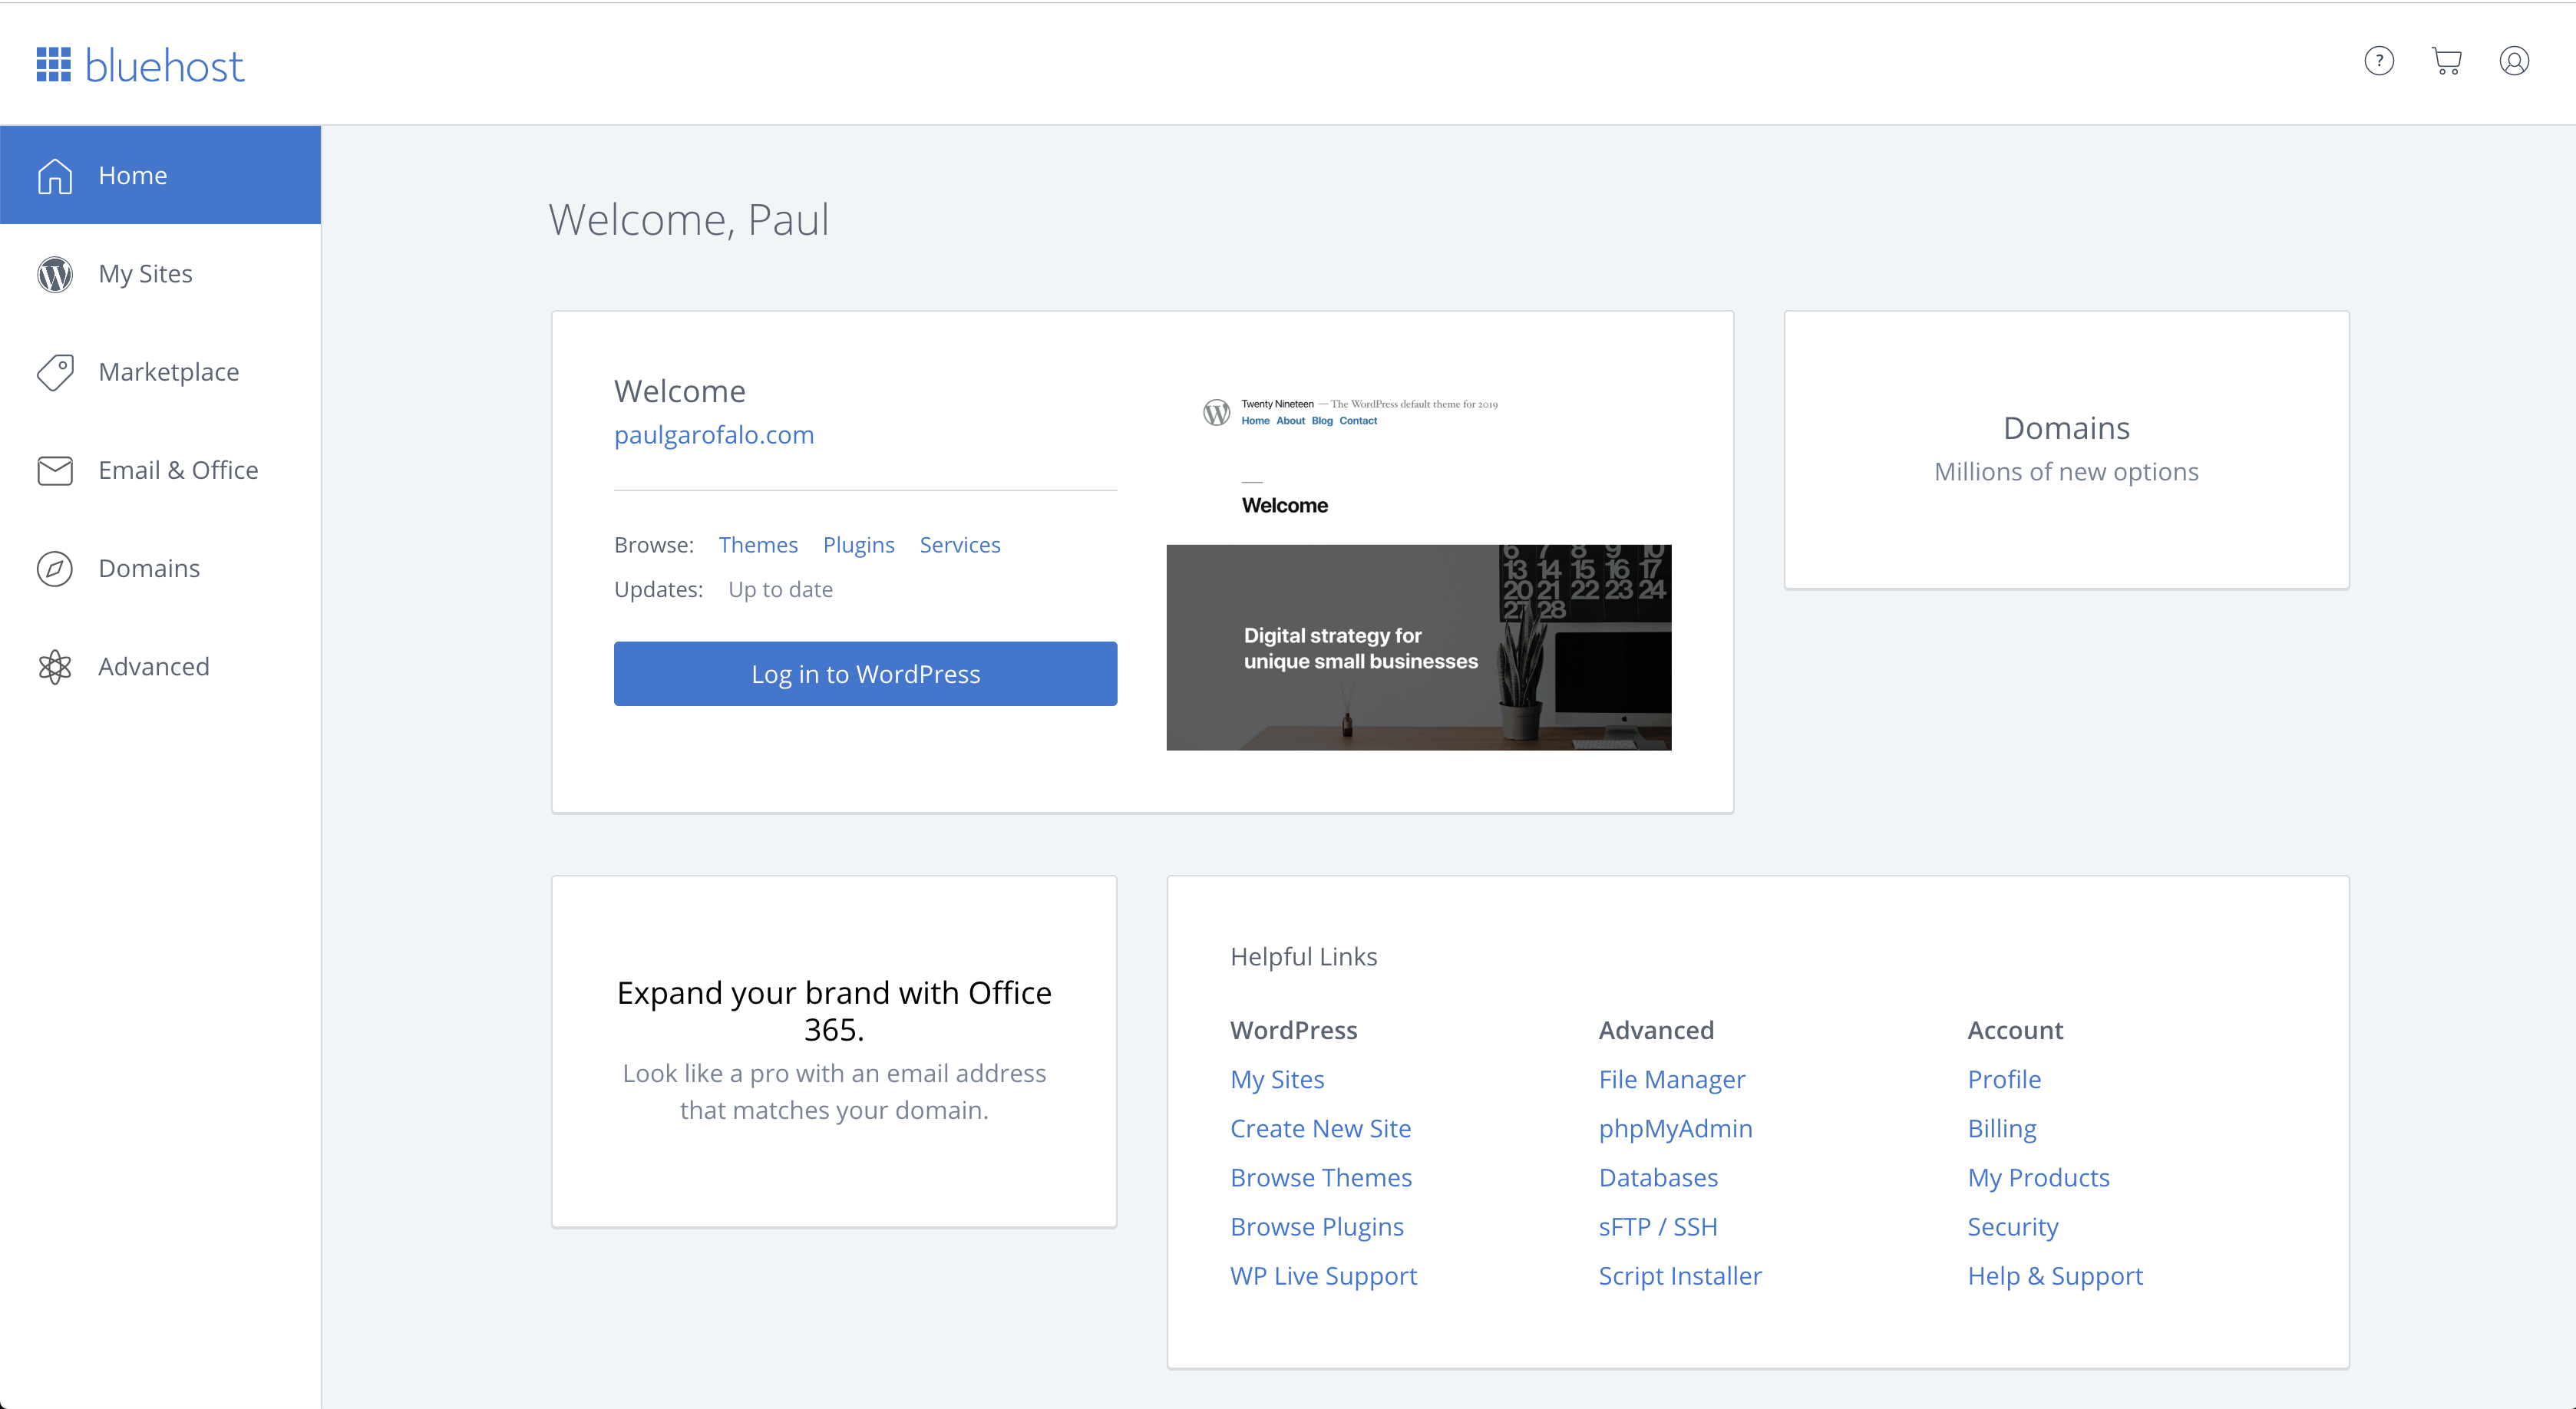 bluehost
?
Home
My Sites
Marketplace
Email & Office
Domains
Advanced
Welcome, Paul
Welcome
paulgarofalo.com
Browse: Themes Plugins Services
Updates: Up to date
Log in to WordPress
Twenty Nineteen — The WordPress default theme for 2019
Home About Blog Contact
Welcome
6 7 8 9 10
13 14 15 16 17
20 21 22 23 24
27 28
Digital strategy for
unique small businesses
Domains
Millions of new options
Expand your brand with Office
365.
Look like a pro with an email address
that matches your domain.
Helpful Links
WordPress
My Sites
Create New Site
Browse Themes
Browse Plugins
WP Live Support
Advanced
File Manager
phpMyAdmin
Databases
sFTP / SSH
Script Installer
Account
Profile
Billing
My Products
Security
Help & Support